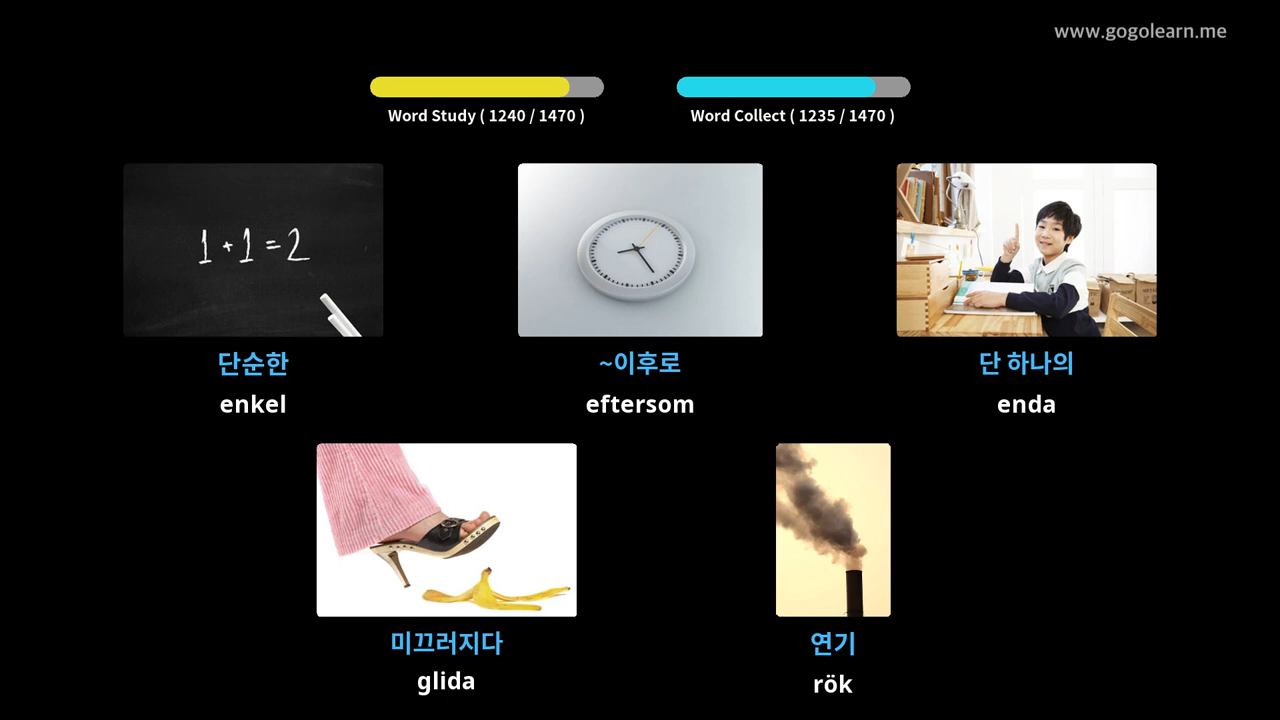 www.gogolearn.me
Word Study ( 1240 / 1470 )
Word Collect ( 1235 / 1470 )
1 + 1 = 2
단순한
enkel
~이후로
eftersom
단 하나의
enda
미끄러지다
glida
연기
rök